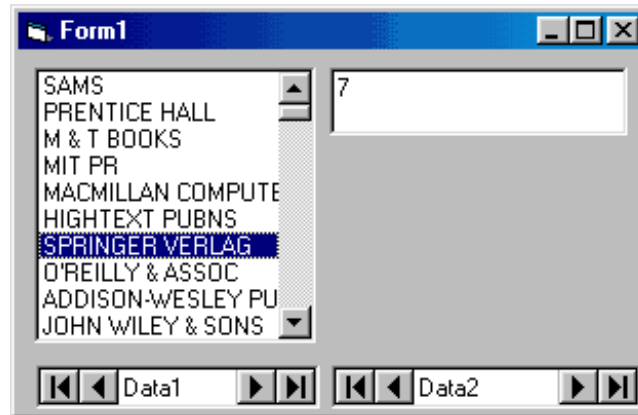 Form1
SAMS
PRENTICE HALL
M & T BOOKS
MIT PR
MACMILLAN COMPUTE
HIGHTEXT PUBNS
SPRINGER VERLAG
O'REILLY & ASSOC
ADDISON-WESLEY PU
JOHN WILEY & SONS
7
Data1
Data2